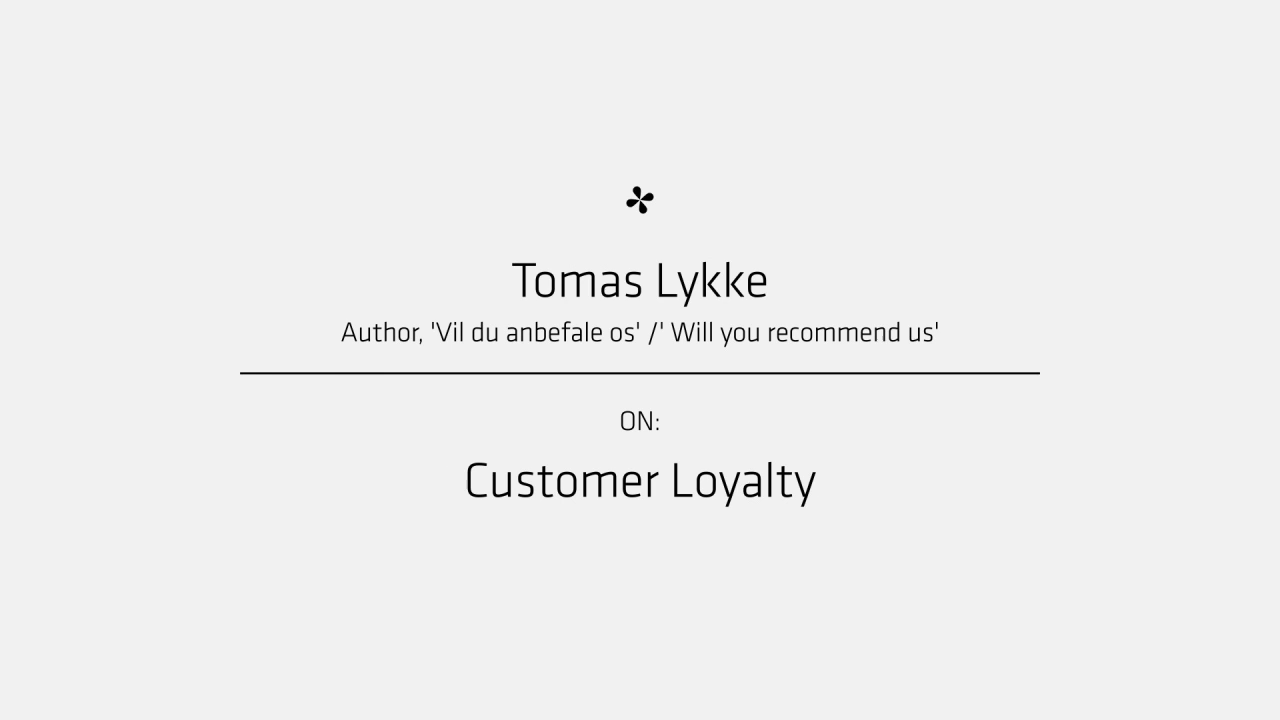 Tomas Lykke
Author, 'Vil du anbefale os' /' Will you recommend us'
ON:
Customer Loyalty